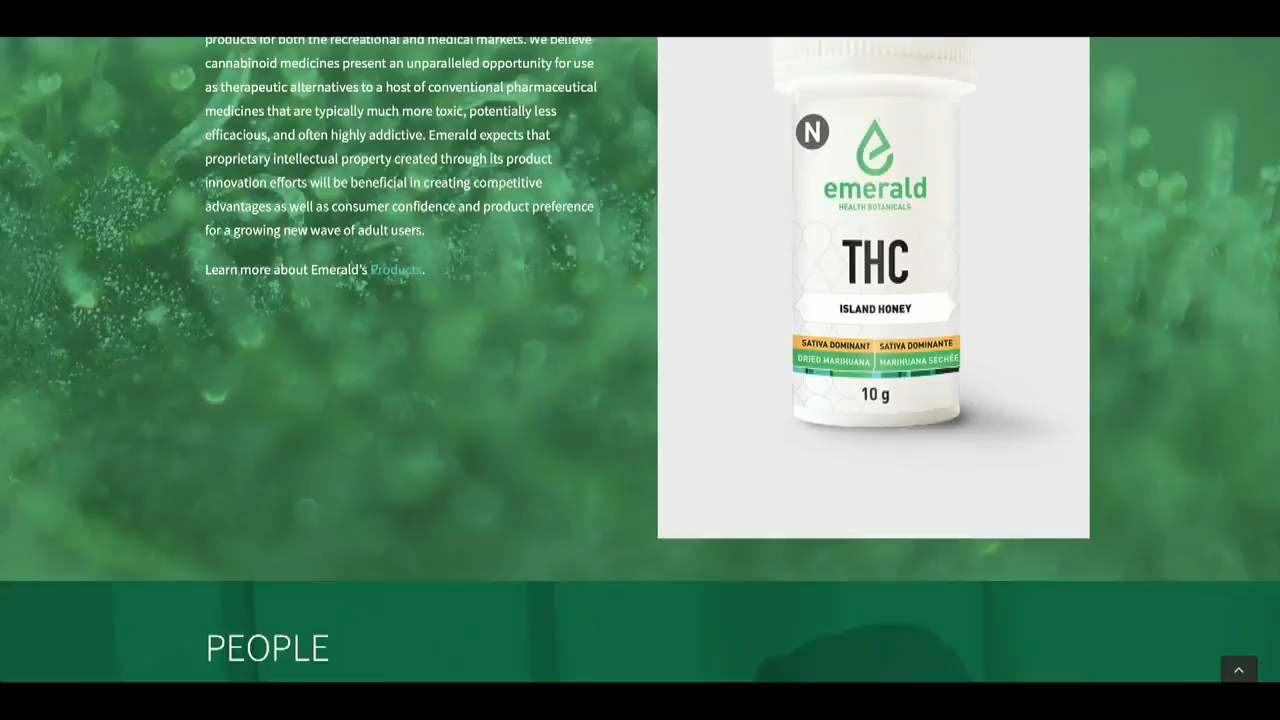 products for both the recreational and medical markets. We believe
cannabinoid medicines present an unparalleled opportunity for use
as therapeutic alternatives to a host of conventional pharmaceutical
medicines that are typically much more toxic, potentially less
efficacious, and often highly addictive. Emerald expects that
proprietary intellectual property created through its product
innovation efforts will be beneficial in creating competitive
advantages as well as consumer confidence and product preference
for a growing new wave of adult users.
Learn more about Emerald's Products.
N
emerald
HEALTH BOTANICALS
THC
ISLAND HONEY
SATIVA DOMINANT SATIVA DOMINANTE
DRIED MARIHUANA MARIHUANA SÉCHÉE
10 g
PEOPLE